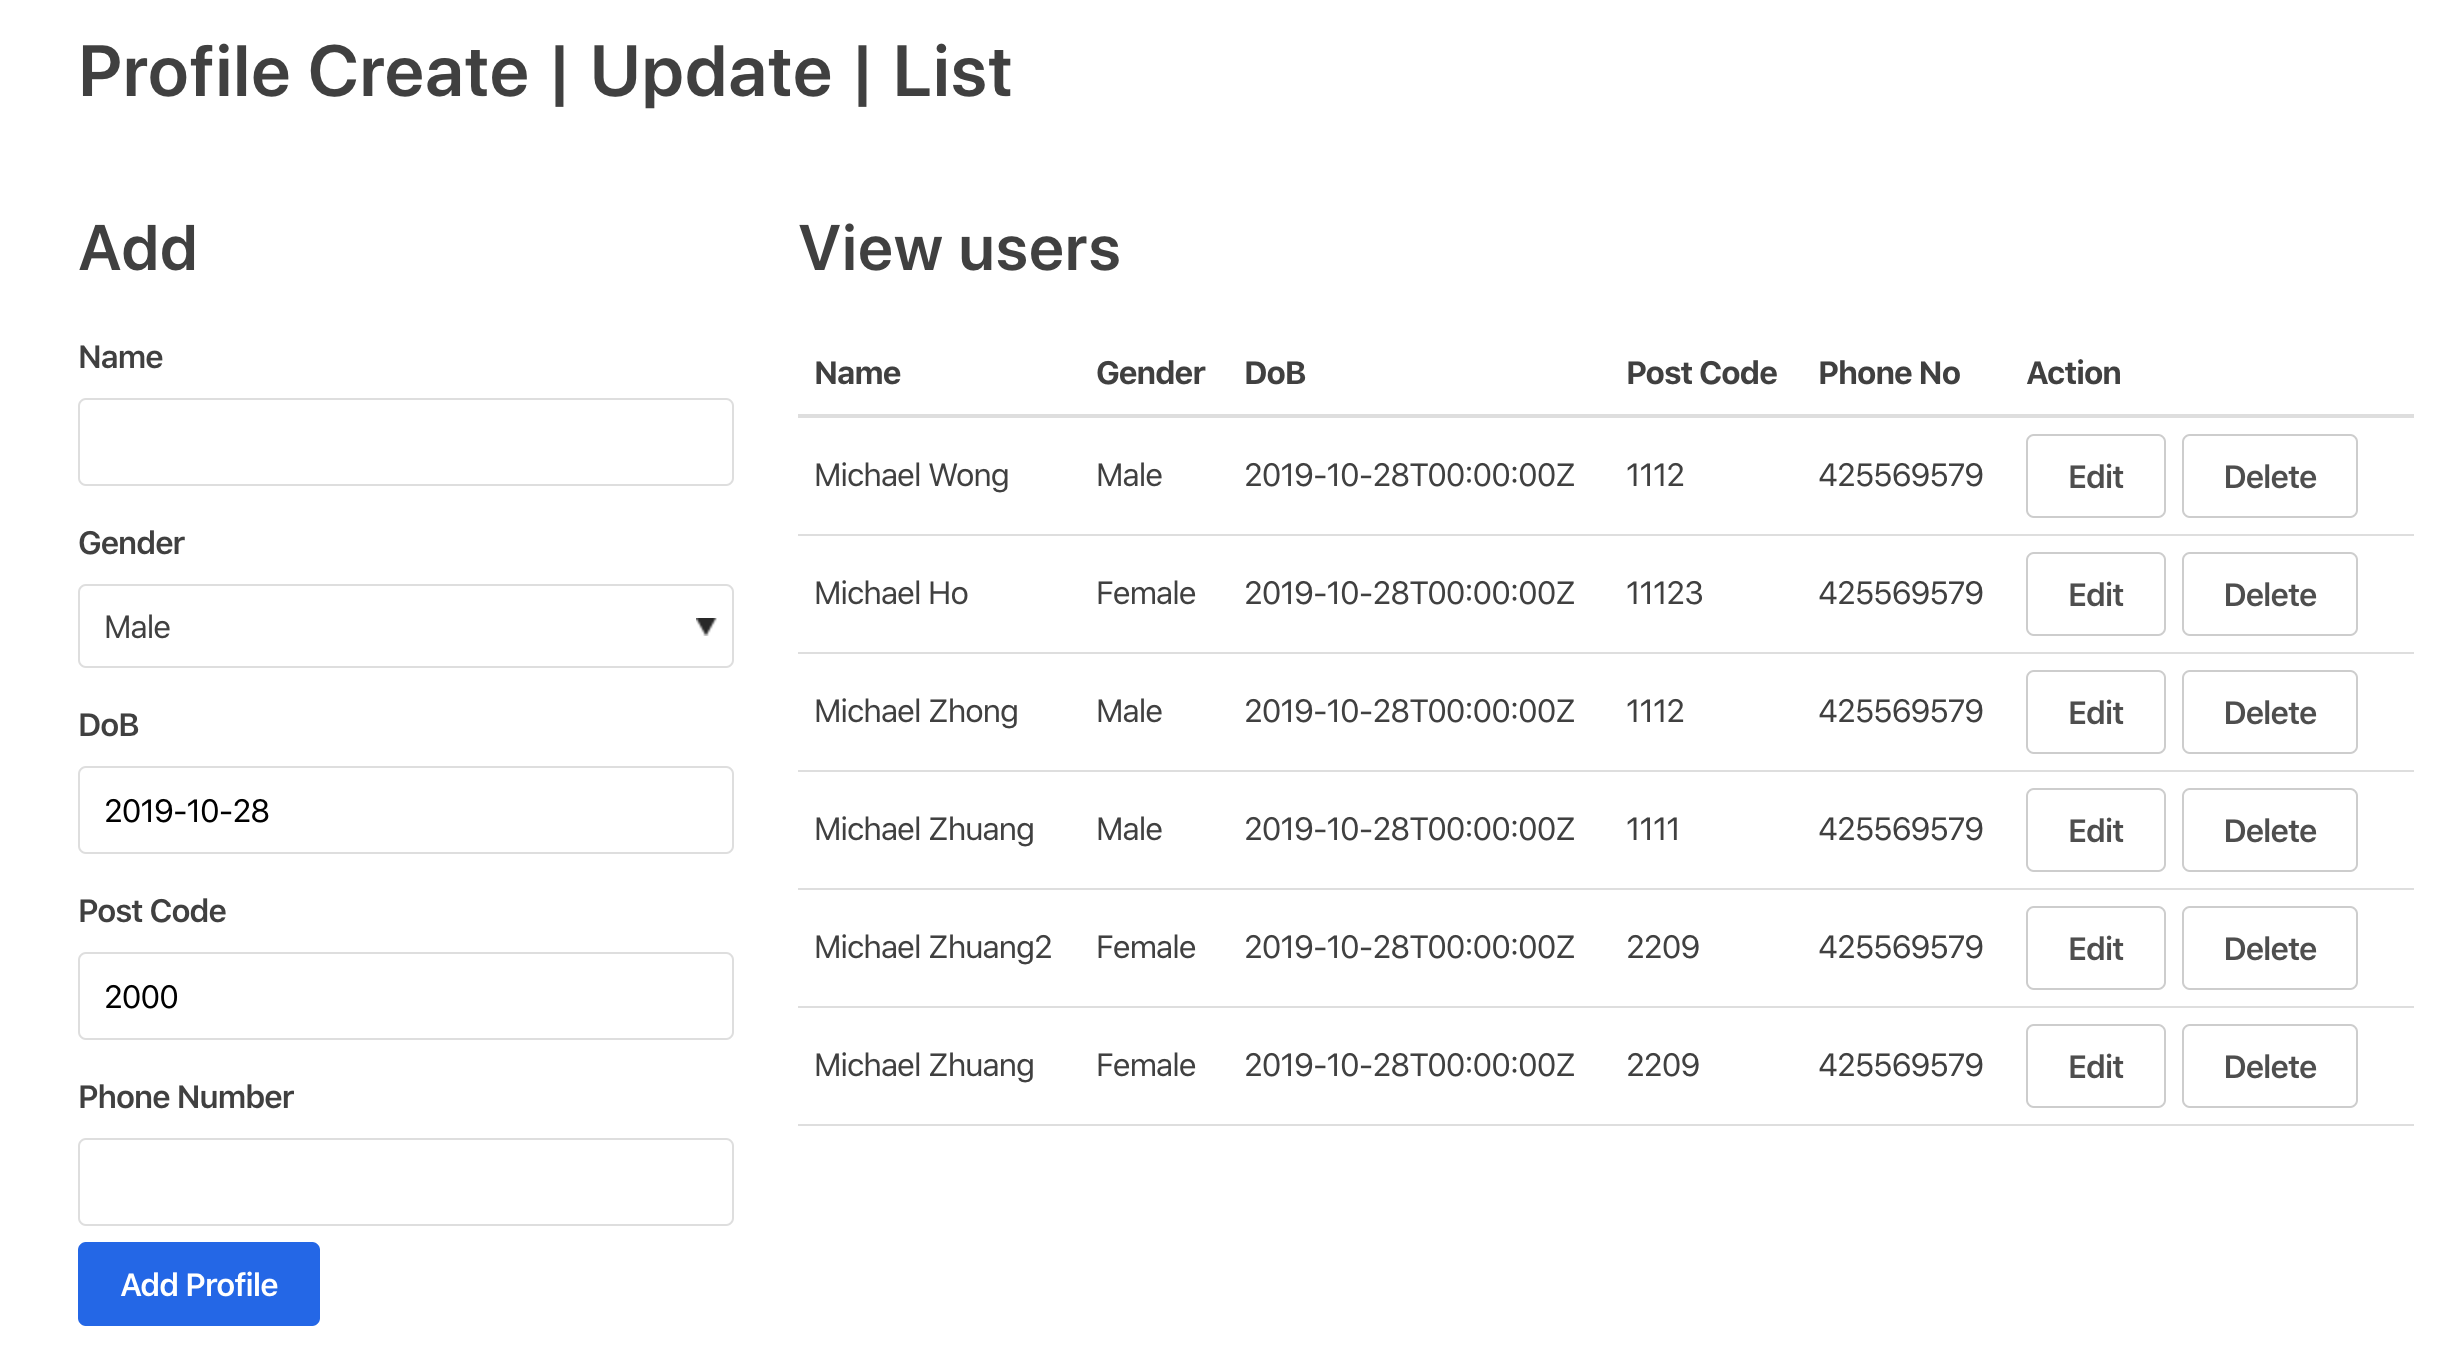 Profile Create | Update | List
Add
Name
Gender
Male
DoB
2019-10-28
Post Code
2000
Phone Number
Add Profile
View users
Name Gender DoB Post Code Phone No Action
Michael Wong Male 2019-10-28T00:00:00Z 1112 425569579 Edit Delete
Michael Ho Female 2019-10-28T00:00:00Z 11123 425569579 Edit Delete
Michael Zhong Male 2019-10-28T00:00:00Z 1112 425569579 Edit Delete
Michael Zhuang Male 2019-10-28T00:00:00Z 1111 425569579 Edit Delete
Michael Zhuang2 Female 2019-10-28T00:00:00Z 2209 425569579 Edit Delete
Michael Zhuang Female 2019-10-28T00:00:00Z 2209 425569579 Edit Delete